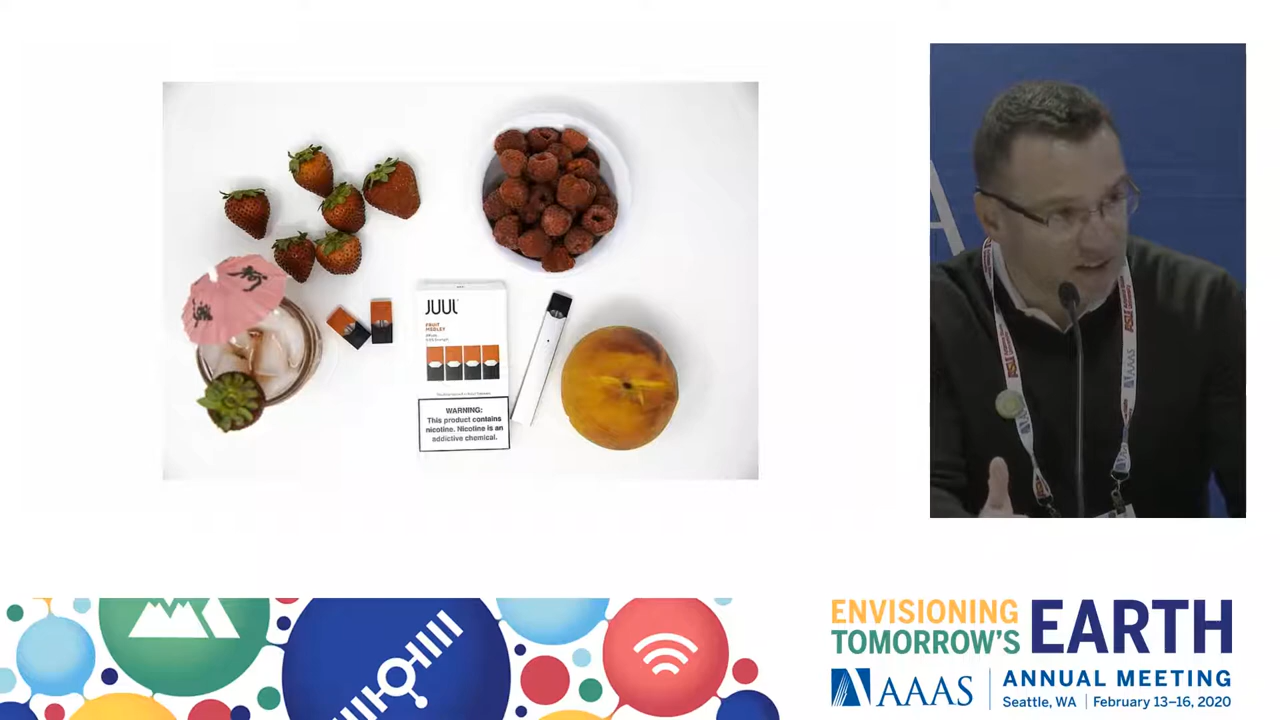 JUUL
FRUIT
MEDLEY
WARNING:
This product contains
nicotine. Nicotine is an
addictive chemical.
AAAS
ENVISIONING
TOMORROW'S
EARTH
AAAS
ANNUAL MEETING
Seattle, WA | February 13–16, 2020